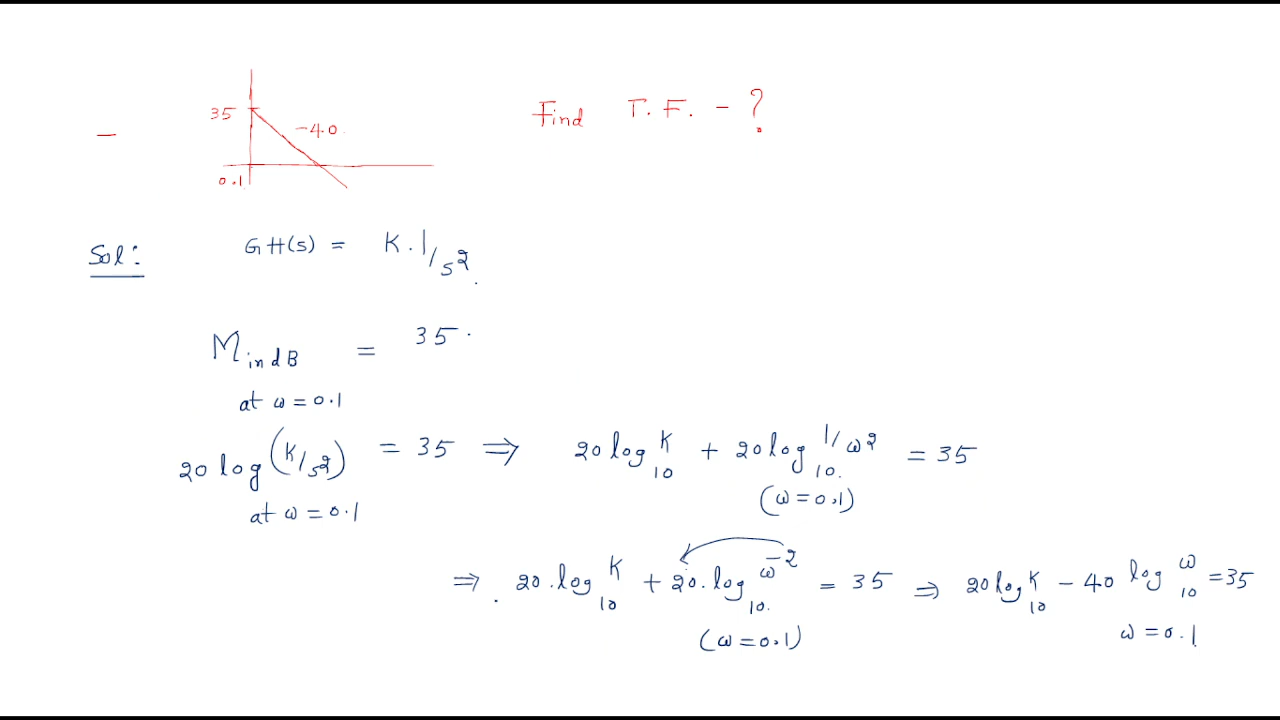 35
-40
0.1
Find T.F. - ?
Sol:
GH(s) = K. 1/s²
M in dB = 35
at ω = 0.1
20 log (K/s²) = 35 ⇒ 20 log₁₀ K + 20 log₁₀ 1/ω² = 35
at ω = 0.1
(ω = 0.1)
⇒ 20. log₁₀ K + 20. log₁₀ ω⁻² = 35 ⇒ 20 log₁₀ K - 40 log₁₀ ω = 35
(ω = 0.1)
ω = 0.1